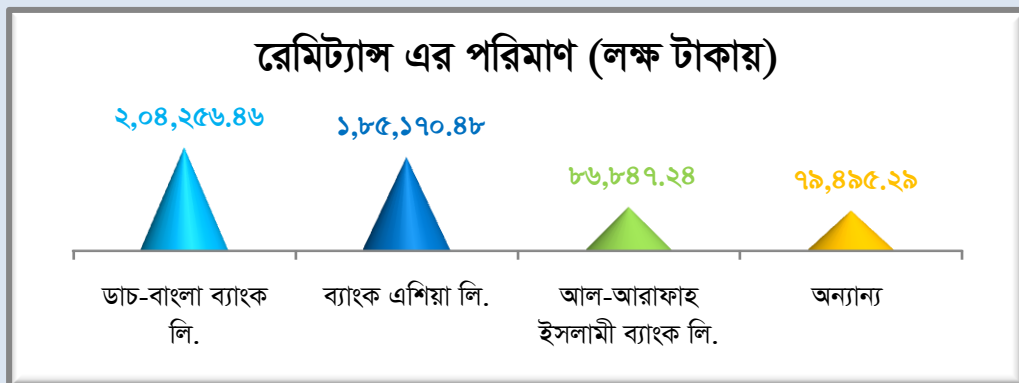 রেমিট্যান্স এর পরিমাণ (লক্ষ টাকায়)
২,০৪,২৫৬.৪৬
১,৮৫,১৭০.৪৮
৮৬,৮৪৭.২৪
৭৯,৪৯৫.২৯
ডাচ-বাংলা ব্যাংক
লি.
ব্যাংক এশিয়া লি.
আল-আরাফাহ
ইসলামী ব্যাংক লি.
অন্যান্য